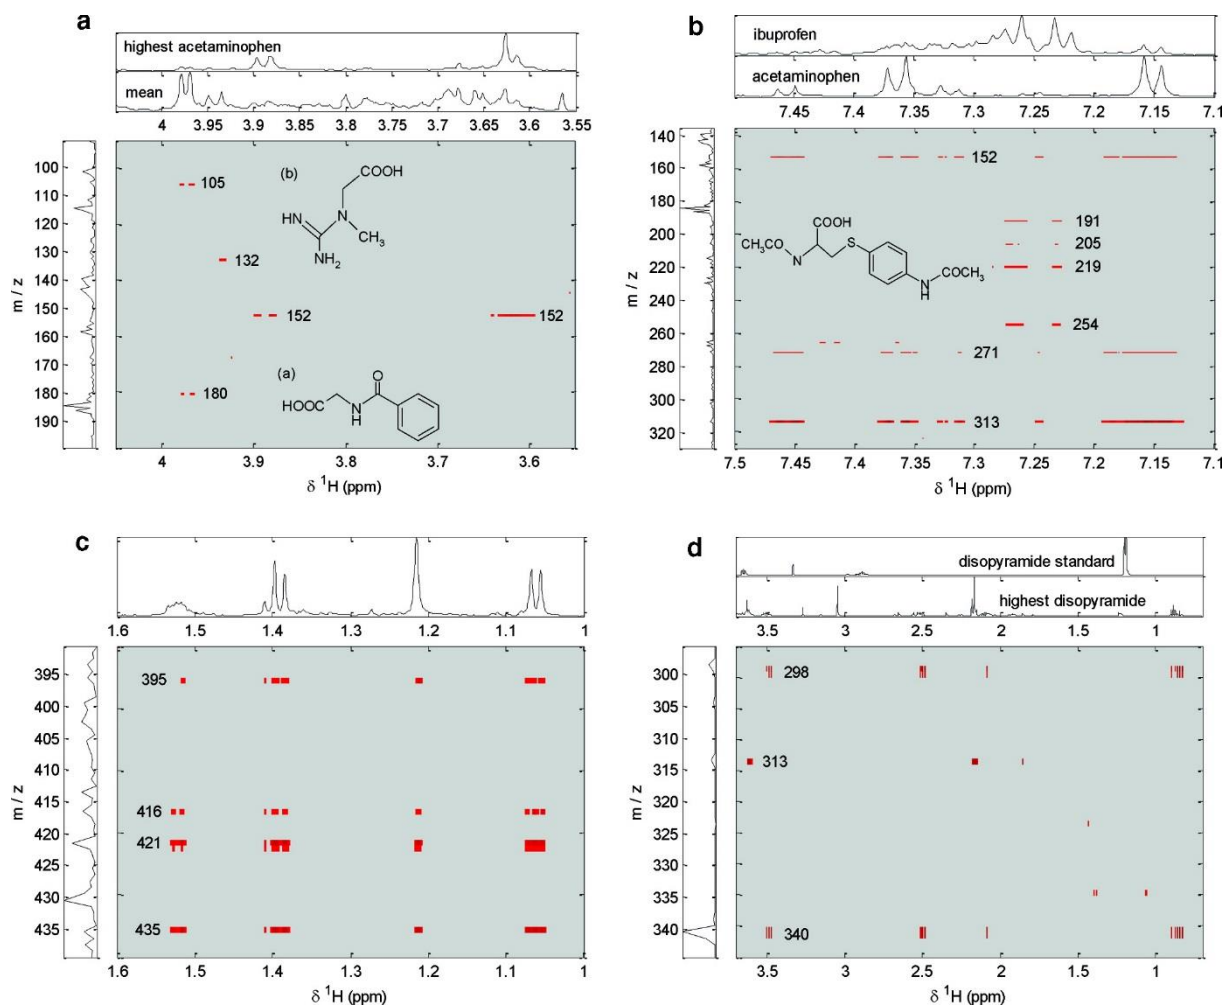 a
highest acetaminophen
mean
4 3.95 3.9 3.85 3.8 3.75 3.7 3.65 3.6 3.55
100
110
120
130
140
150
160
170
180
190
m / z
105
132
152
152
180
(b)
COOH
HN
N
CH3
NH2
(a)
HOOC
N
H
O
4 3.9 3.8 3.7 3.6
δ 1H (ppm)
b
ibuprofen
acetaminophen
7.45 7.4 7.35 7.3 7.25 7.2 7.15 7.1
140
160
180
200
220
240
260
280
300
320
m / z
152
191
205
219
254
271
313
COOH
CH3OC
N
S
N
H
COCH3
7.5 7.45 7.4 7.35 7.3 7.25 7.2 7.15 7.1
δ 1H (ppm)
c
1.6 1.5 1.4 1.3 1.2 1.1 1
395
400
405
410
415
420
425
430
435
m / z
395
416
421
435
1.6 1.5 1.4 1.3 1.2 1.1 1
δ 1H (ppm)
d
disopyramide standard
highest disopyramide
3.5 3 2.5 2 1.5 1
300
305
310
315
320
325
330
335
340
m / z
298
313
340
3.5 3 2.5 2 1.5 1
δ 1H (ppm)